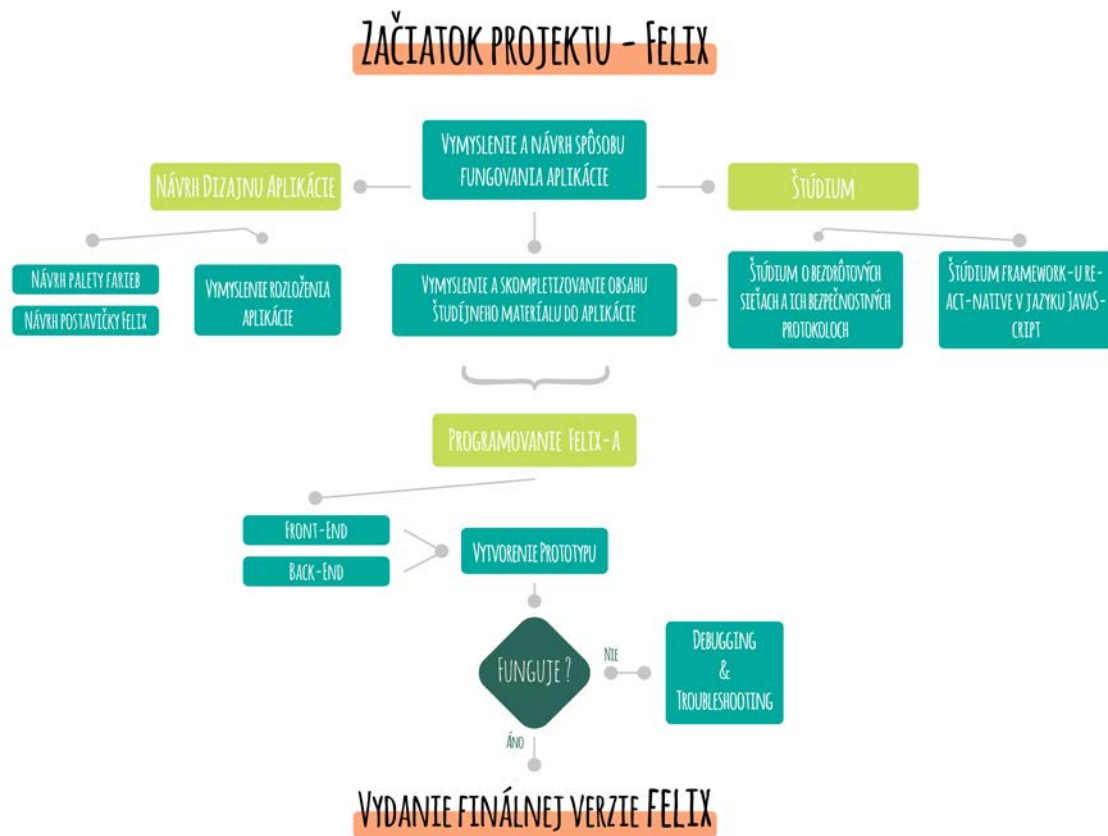 Začiatok projektu - Felix
Vymyslenie a návrh spôsobu
fungovania aplikácie
Návrh Dizajnu Aplikácie
Štúdium
Návrh palety farieb
Návrh postavičky Felix
Vymyslenie rozloženia
aplikácie
Vymyslenie a skompletizovanie obsahu
študíjneho materíalu do aplikácie
Štúdium o bezdrôtových
sieťach a ich bezpečnostných
protokoloch
Štúdium framework-u re-
act-native v jazyku JavaS-
cript
Programovanie Felix-a
Front-End
Back-End
Vytvorenie Prototypu
Funguje ?
Nie
Debugging
&
Troubleshooting
Áno
Vydanie finálnej verzie FELIX